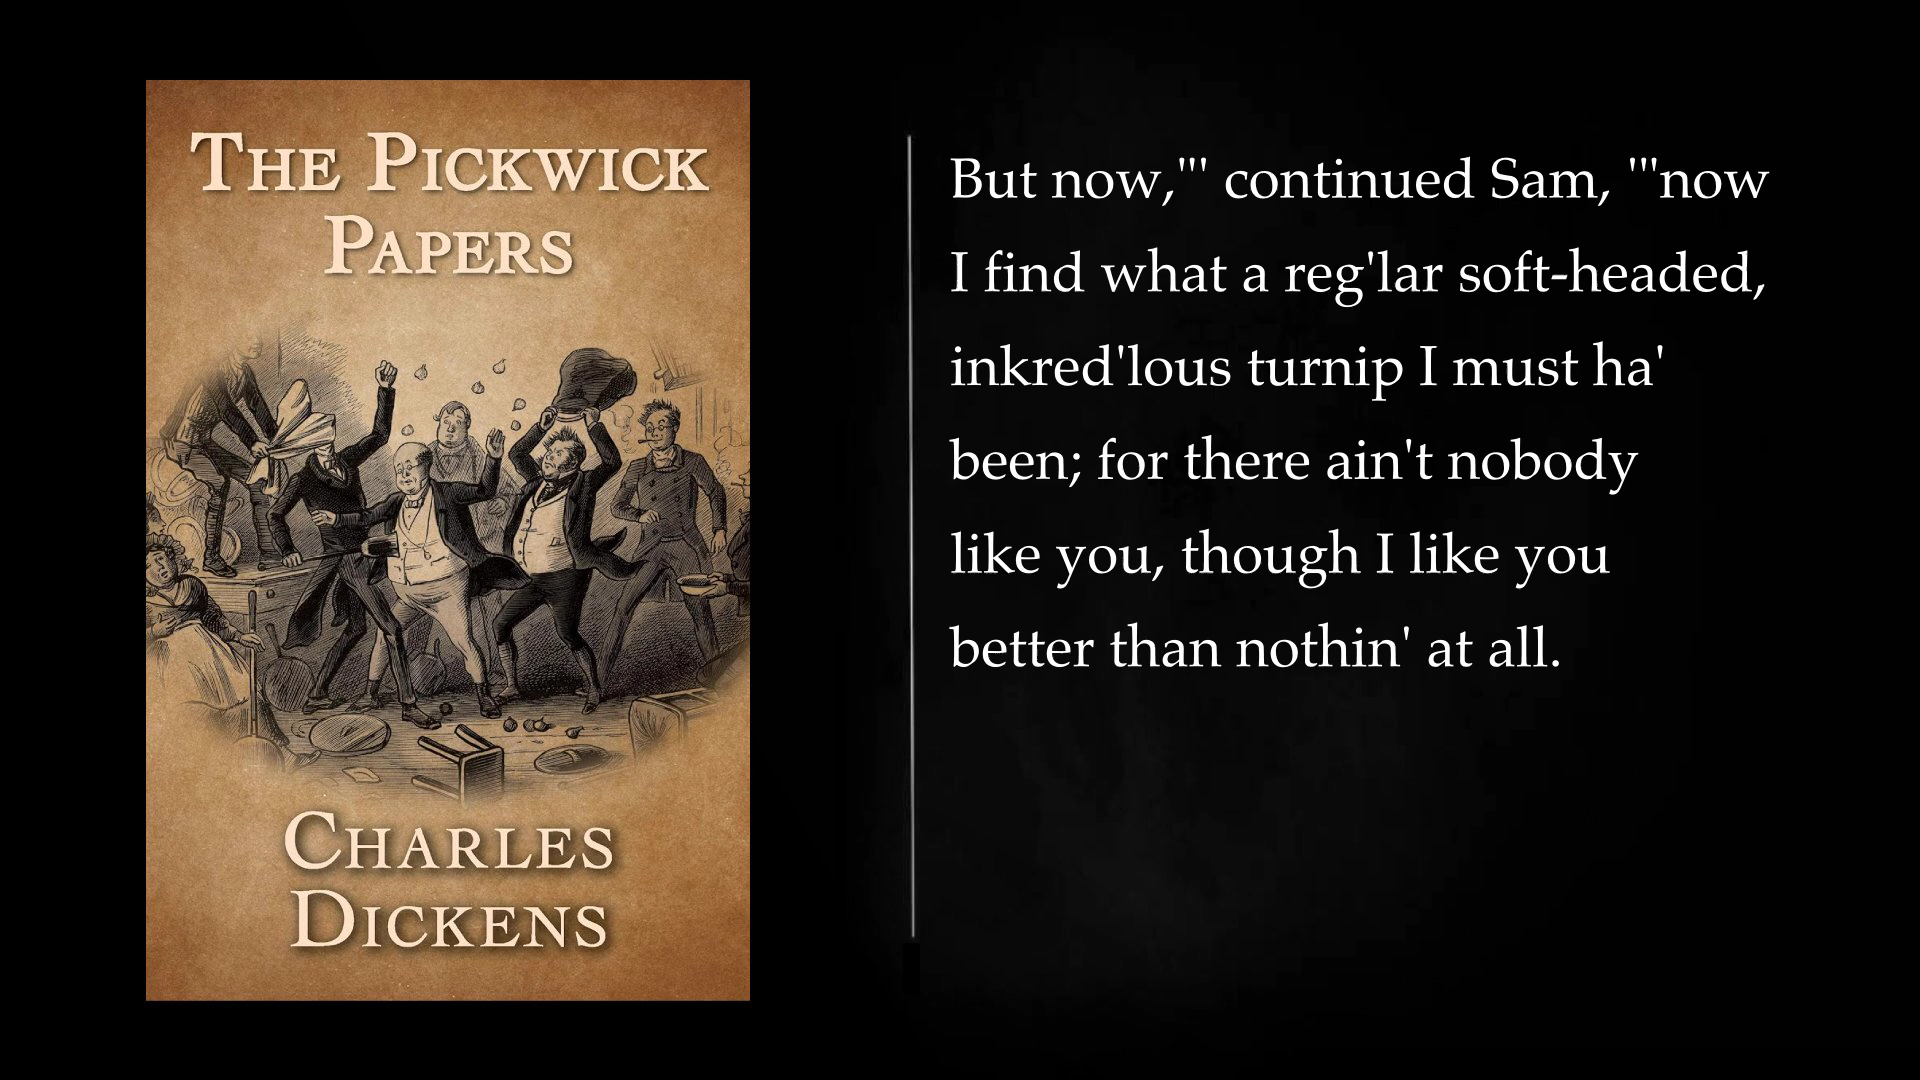 THE PICKWICK
PAPERS
CHARLES
DICKENS
But now,"' continued Sam, '"now
I find what a reg'lar soft-headed,
inkred'lous turnip I must ha'
been; for there ain't nobody
like you, though I like you
better than nothin' at all.